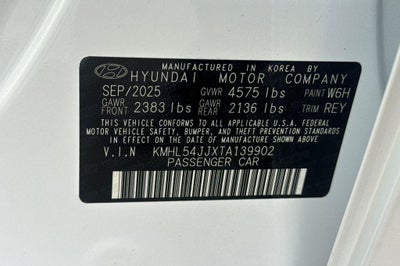 MANUFACTURED IN KOREA BY
HYUNDAI MOTOR COMPANY
SEP/2025 GVWR 4575 lbs PAINT W6H
GAWR FRONT 2383 lbs GAWR REAR 2136 lbs TRIM REY
THIS VEHICLE CONFORMS TO ALL APPLICABLE FEDERAL
MOTOR VEHICLE SAFETY, BUMPER, AND THEFT PREVENTION
STANDARDS IN EFFECT ON THE DATE OF
MANUFACTURE SHOWN ABOVE
V.I.N KMHL54JJXTA139902
PASSENGER CAR